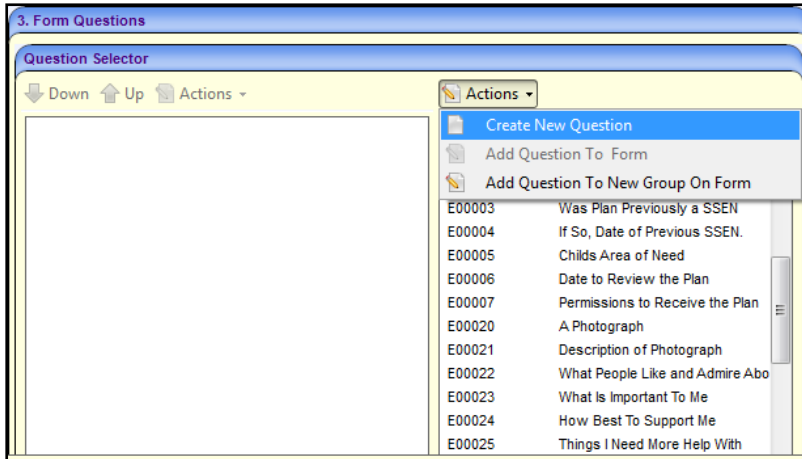 3. Form Questions
Question Selector
Down Up Actions
Actions
Create New Question
Add Question To Form
Add Question To New Group On Form
E00003 Was Plan Previously a SSEN
E00004 If So, Date of Previous SSEN.
E00005 Childs Area of Need
E00006 Date to Review the Plan
E00007 Permissions to Receive the Plan
E00020 A Photograph
E00021 Description of Photograph
E00022 What People Like and Admire Abo
E00023 What Is Important To Me
E00024 How Best To Support Me
E00025 Things I Need More Help With